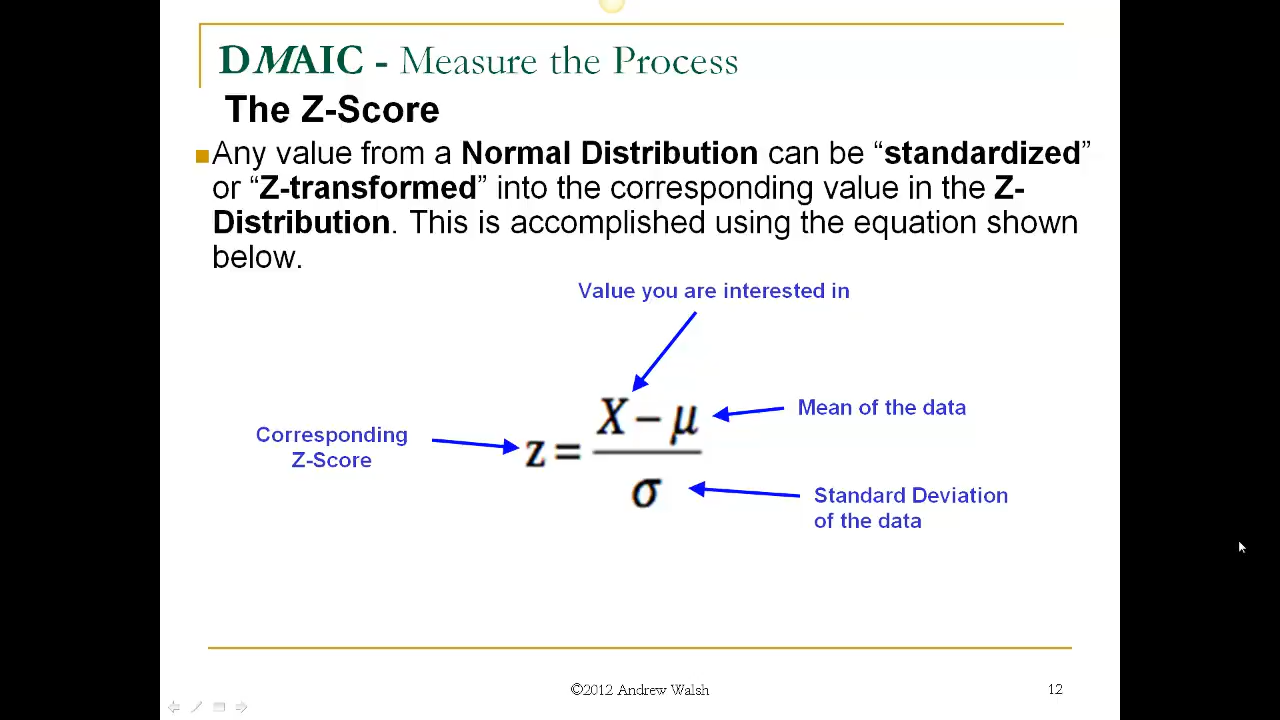 DMAIC - Measure the Process
The Z-Score
Any value from a Normal Distribution can be “standardized”
or “Z-transformed” into the corresponding value in the Z-
Distribution. This is accomplished using the equation shown
below.
Value you are interested in
X − μ
Mean of the data
Corresponding
Z-Score
z =
σ
Standard Deviation
of the data
©2012 Andrew Walsh
12